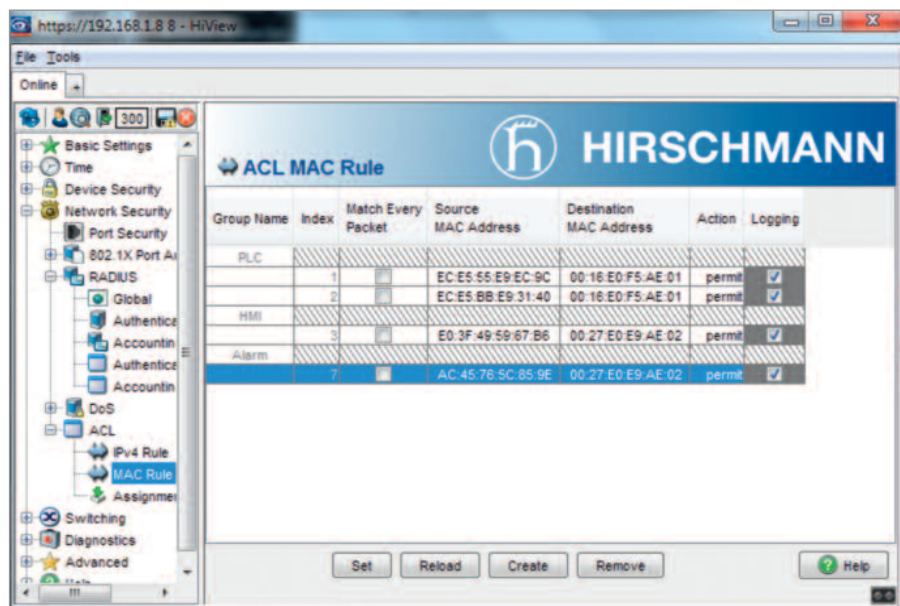 https://192.168.1.8 8 - HiView
File Tools
Online +
300
Basic Settings
Time
Device Security
Network Security
Port Security
802.1X Port Au
RADIUS
Global
Authentica
Accountin
Authentica
Accountin
DoS
ACL
IPv4 Rule
MAC Rule
Assignmen
Switching
Diagnostics
Advanced
HIRSCHMANN
ACL MAC Rule
Group Name Index Match Every Packet Source MAC Address Destination MAC Address Action Logging
PLC
1 EC:E5:55:E9:EC:9C 00:16:E0:F5:AE:01 permit
2 EC:E5:BB:E9:31:40 00:16:E0:F5:AE:01 permit
HMI
3 E0:3F:49:59:67:B6 00:27:E0:E9:AE:02 permit
Alarm
7 AC:45:76:5C:85:9E 00:27:E0:E9:AE:02 permit
Set Reload Create Remove Help